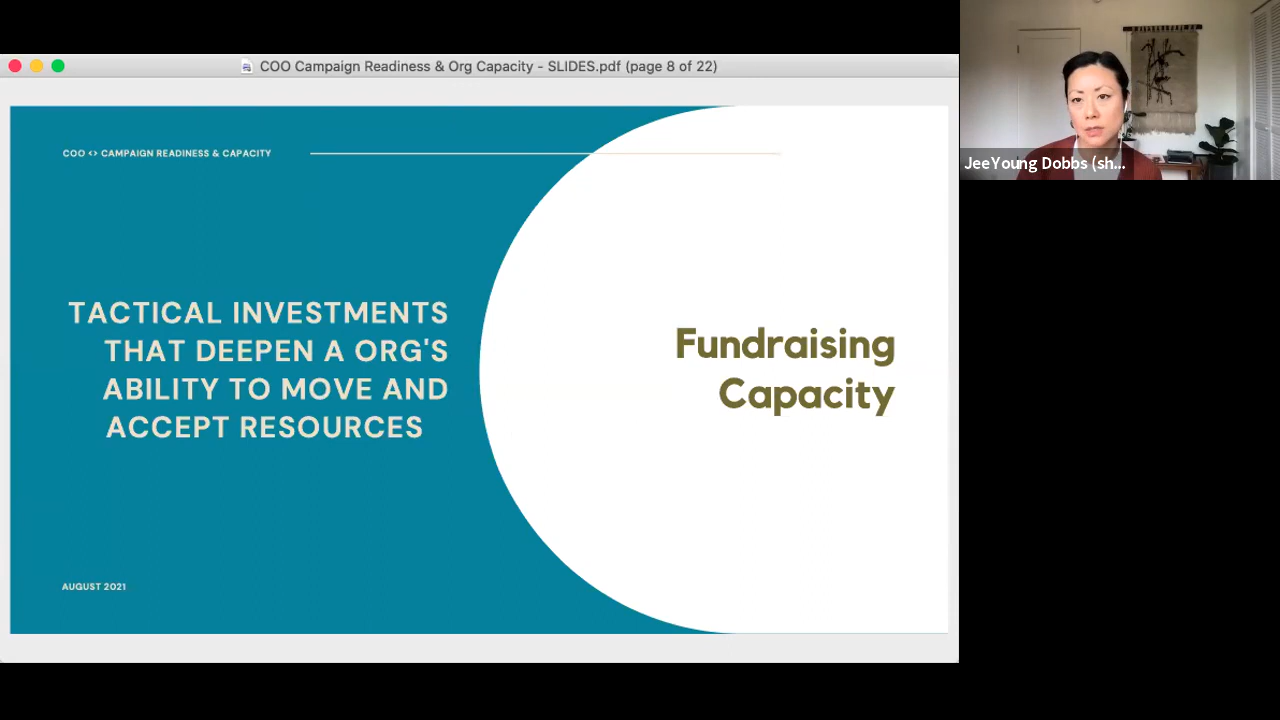 COO Campaign Readiness & Org Capacity - SLIDES.pdf (page 8 of 22)
COO <> CAMPAIGN READINESS & CAPACITY
TACTICAL INVESTMENTS
THAT DEEPEN A ORG'S
ABILITY TO MOVE AND
ACCEPT RESOURCES
Fundraising
Capacity
AUGUST 2021
JeeYoung Dobbs (sh...